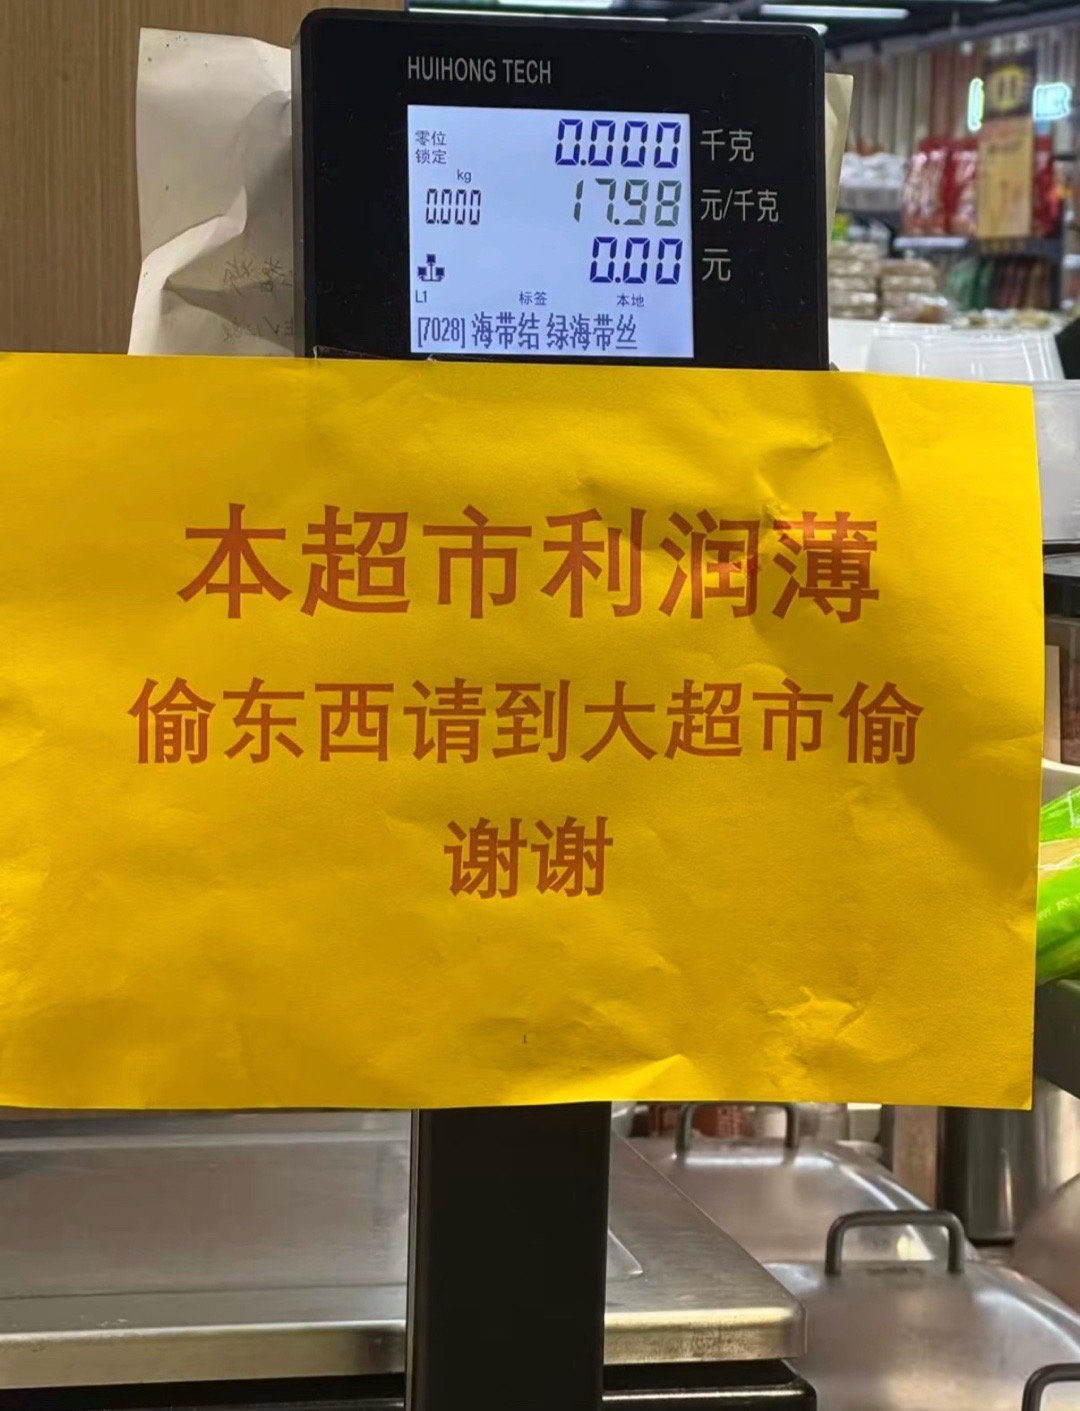 HUIHONG TECH
零位
锁定
0.000 千克
kg
0.000
17.98 元/千克
0.00 元
L1 标签 本地
[7028] 海带结 绿海带丝
本超市利润薄
偷东西请到大超市偷
谢谢
1